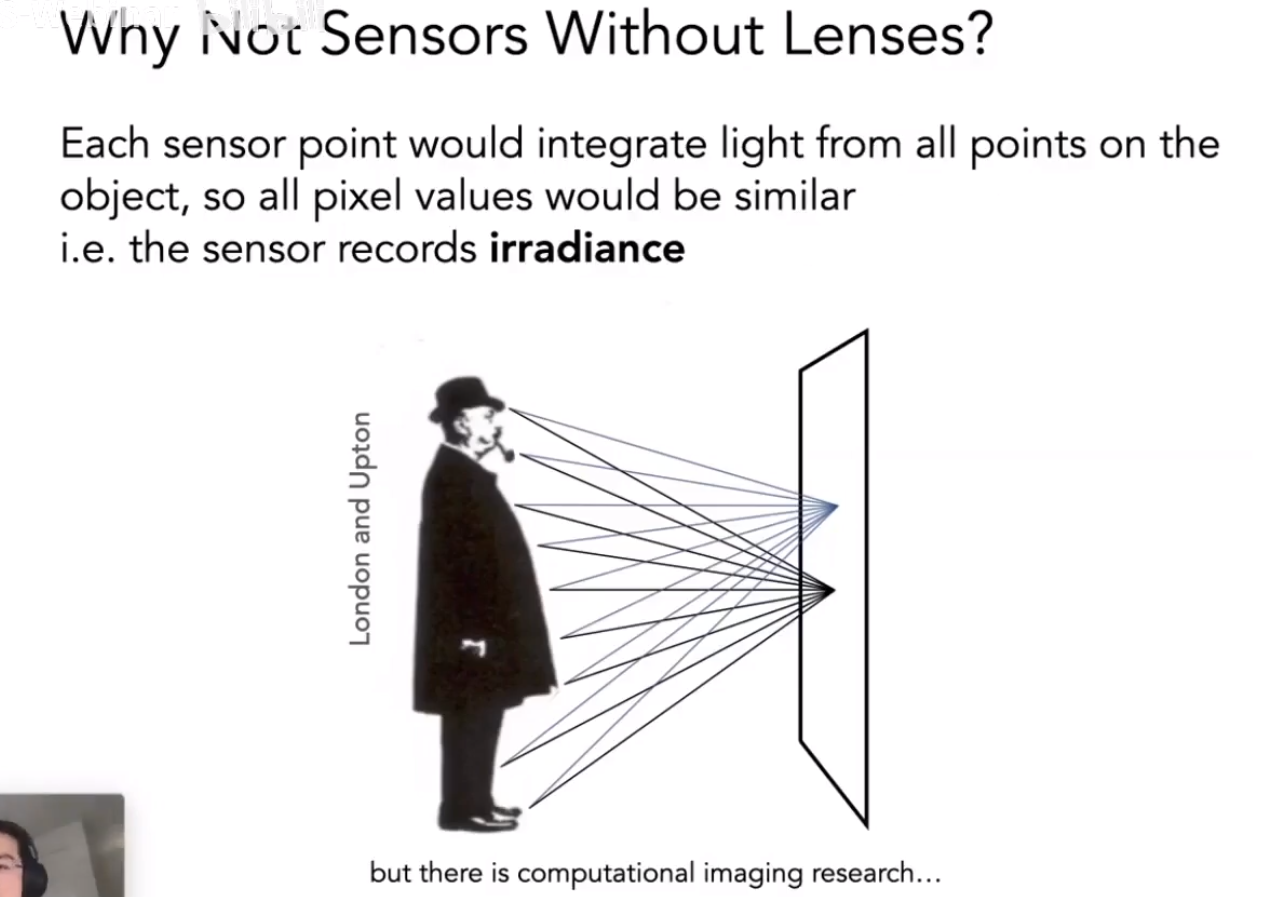 Why Not Sensors Without Lenses?
Each sensor point would integrate light from all points on the
object, so all pixel values would be similar
i.e. the sensor records irradiance
London and Upton
but there is computational imaging research...